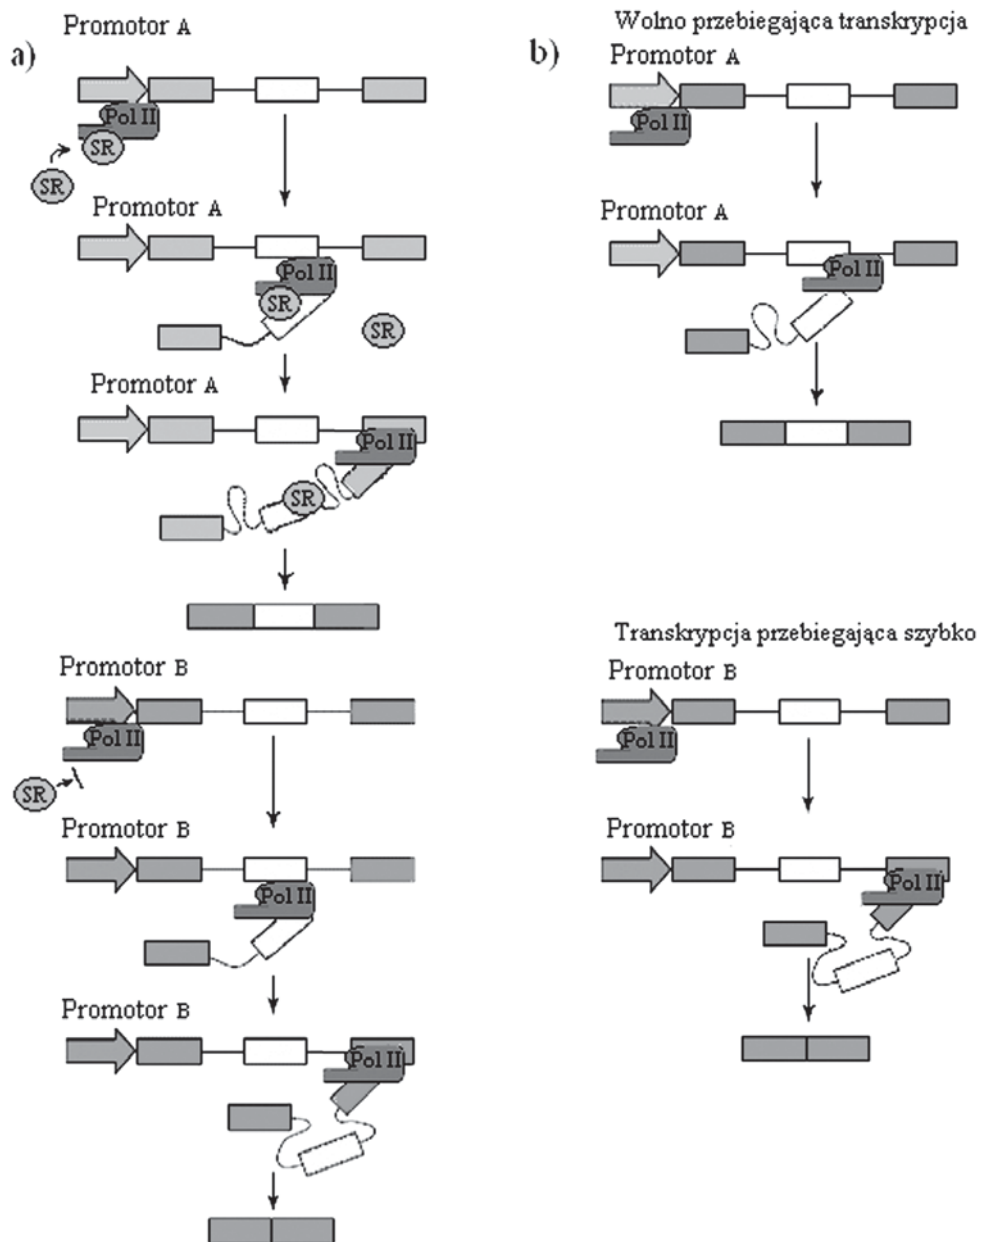 a)
Promotor A
Pol II
SR
SR
Promotor A
Pol II
SR
SR
Promotor A
Pol II
SR
Promotor B
Pol II
SR
Promotor B
Pol II
Promotor B
Pol II
b)
Wolno przebiegająca transkrypcja
Promotor A
Pol II
Promotor A
Pol II
Transkrypcja przebiegająca szybko
Promotor B
Pol II
Promotor B
Pol II